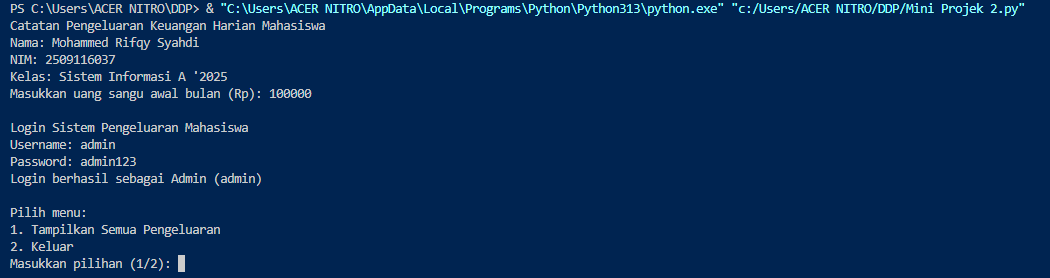 PS C:\Users\ACER NITRO\DDP> & "C:\Users\ACER NITRO\AppData\Local\Programs\Python\Python313\python.exe" "c:/Users/ACER NITRO/DDP/Mini Projek 2.py"
Catatan Pengeluaran Keuangan Harian Mahasiswa
Nama: Mohammed Rifqy Syahdi
NIM: 2509116037
Kelas: Sistem Informasi A '2025
Masukkan uang sangu awal bulan (Rp): 100000

Login Sistem Pengeluaran Mahasiswa
Username: admin
Password: admin123
Login berhasil sebagai Admin (admin)

Pilih menu:
1. Tampilkan Semua Pengeluaran
2. Keluar
Masukkan pilihan (1/2):